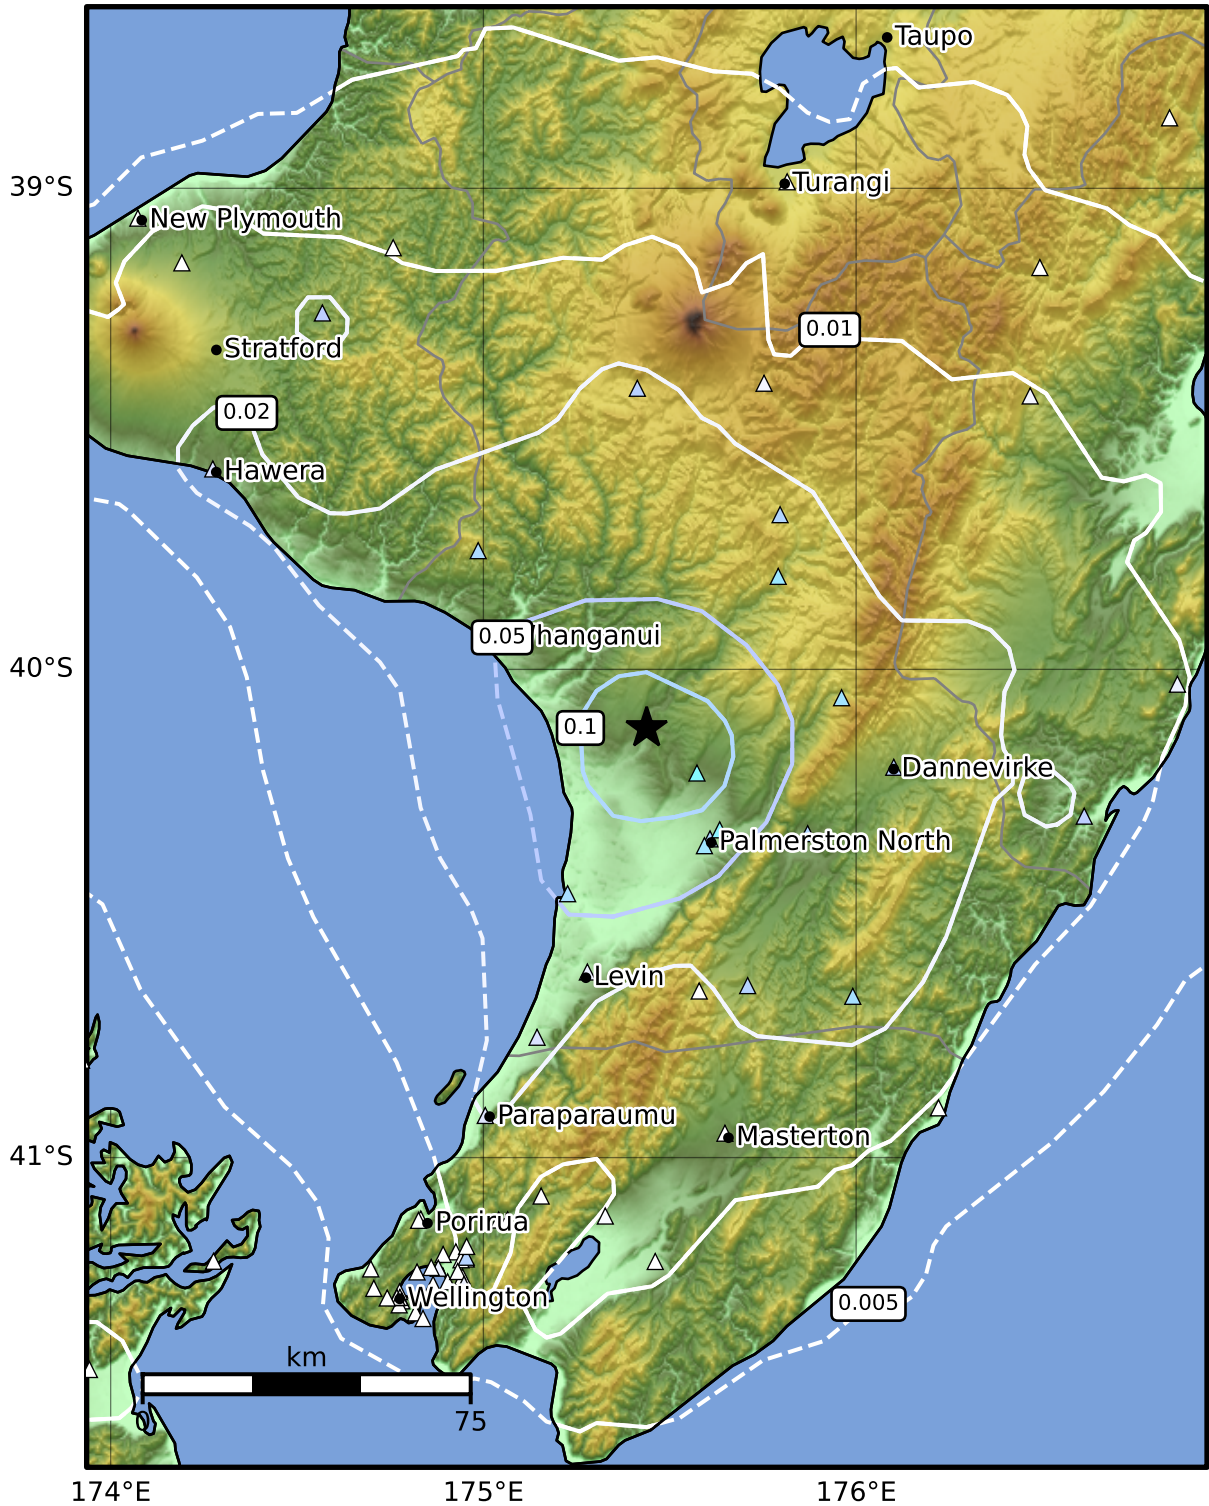 Taupo
39°S
Turangi
New Plymouth
0.01
Stratford
0.02
Hawera
0.05
hanganui
40°S
0.1
Dannevirke
Palmerston North
Levin
Paraparaumu
Masterton
41°S
Porirua
Wellington
0.005
km
0
75
174°E
175°E
176°E